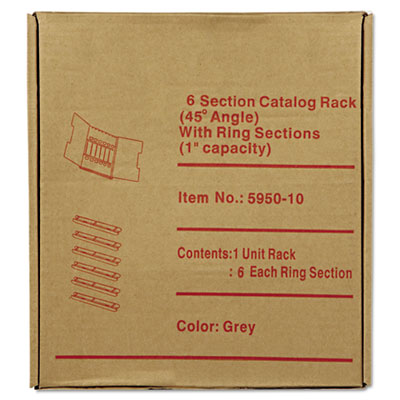 6 Section Catalog Rack
(45° Angle)
With Ring Sections
(1" capacity)
Item No.: 5950-10
Contents:1 Unit Rack
: 6 Each Ring Section
Color: Grey